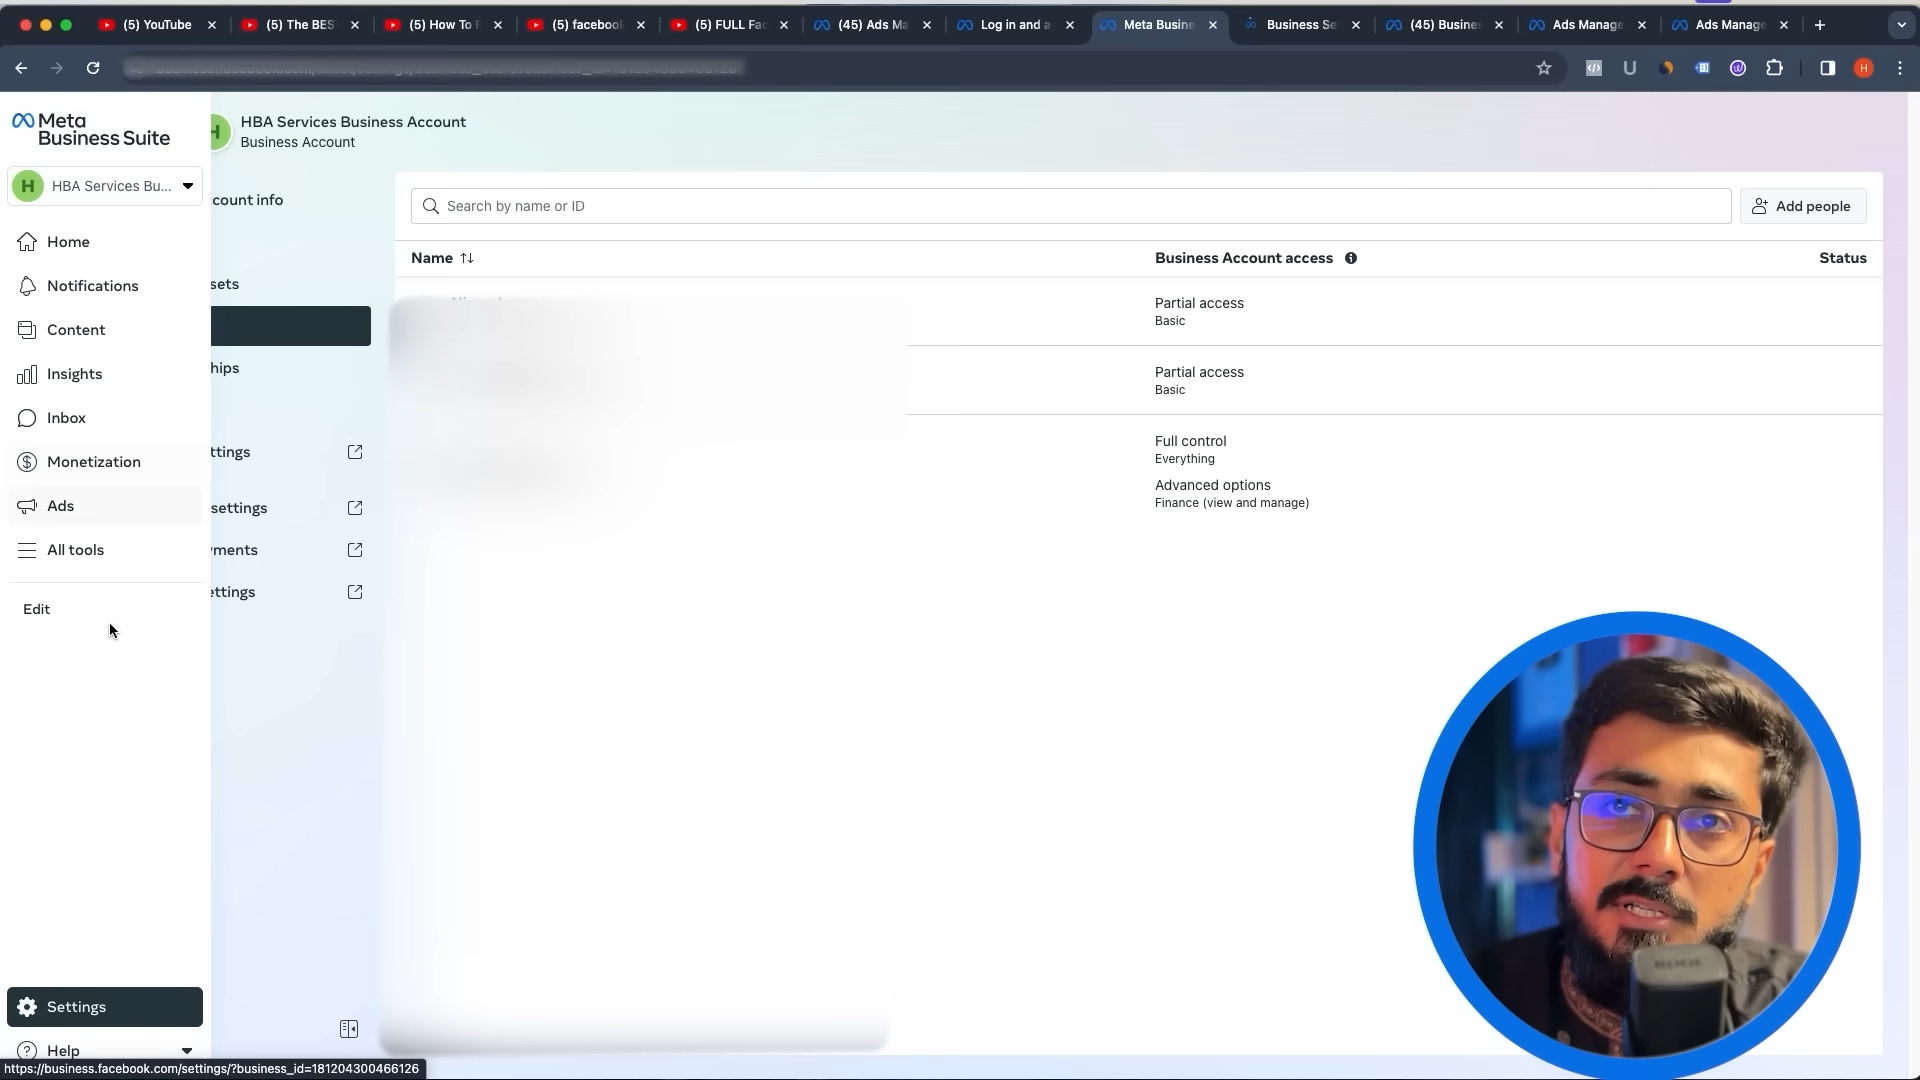 (5) YouTube
(5) The BES
(5) How To
(5) facebook
(5) FULL Fa
(45) Ads Ma
Log in and a
Meta Busine
Business Se
(45) Busine
Ads Manage
Ads Manage
H
Meta
Business Suite
H
HBA Services Business Account
Business Account
H
HBA Services Bu...
count info
Search by name or ID
Add people
Home
Name
Business Account access
Status
Notifications
sets
Partial access
Basic
Content
Insights
hips
Partial access
Basic
Inbox
Full control
Everything
Monetization
ttings
Advanced options
Finance (view and manage)
Ads
settings
All tools
ments
Edit
ettings
Settings
Help
https://business.facebook.com/settings/?business_id=181204300466126